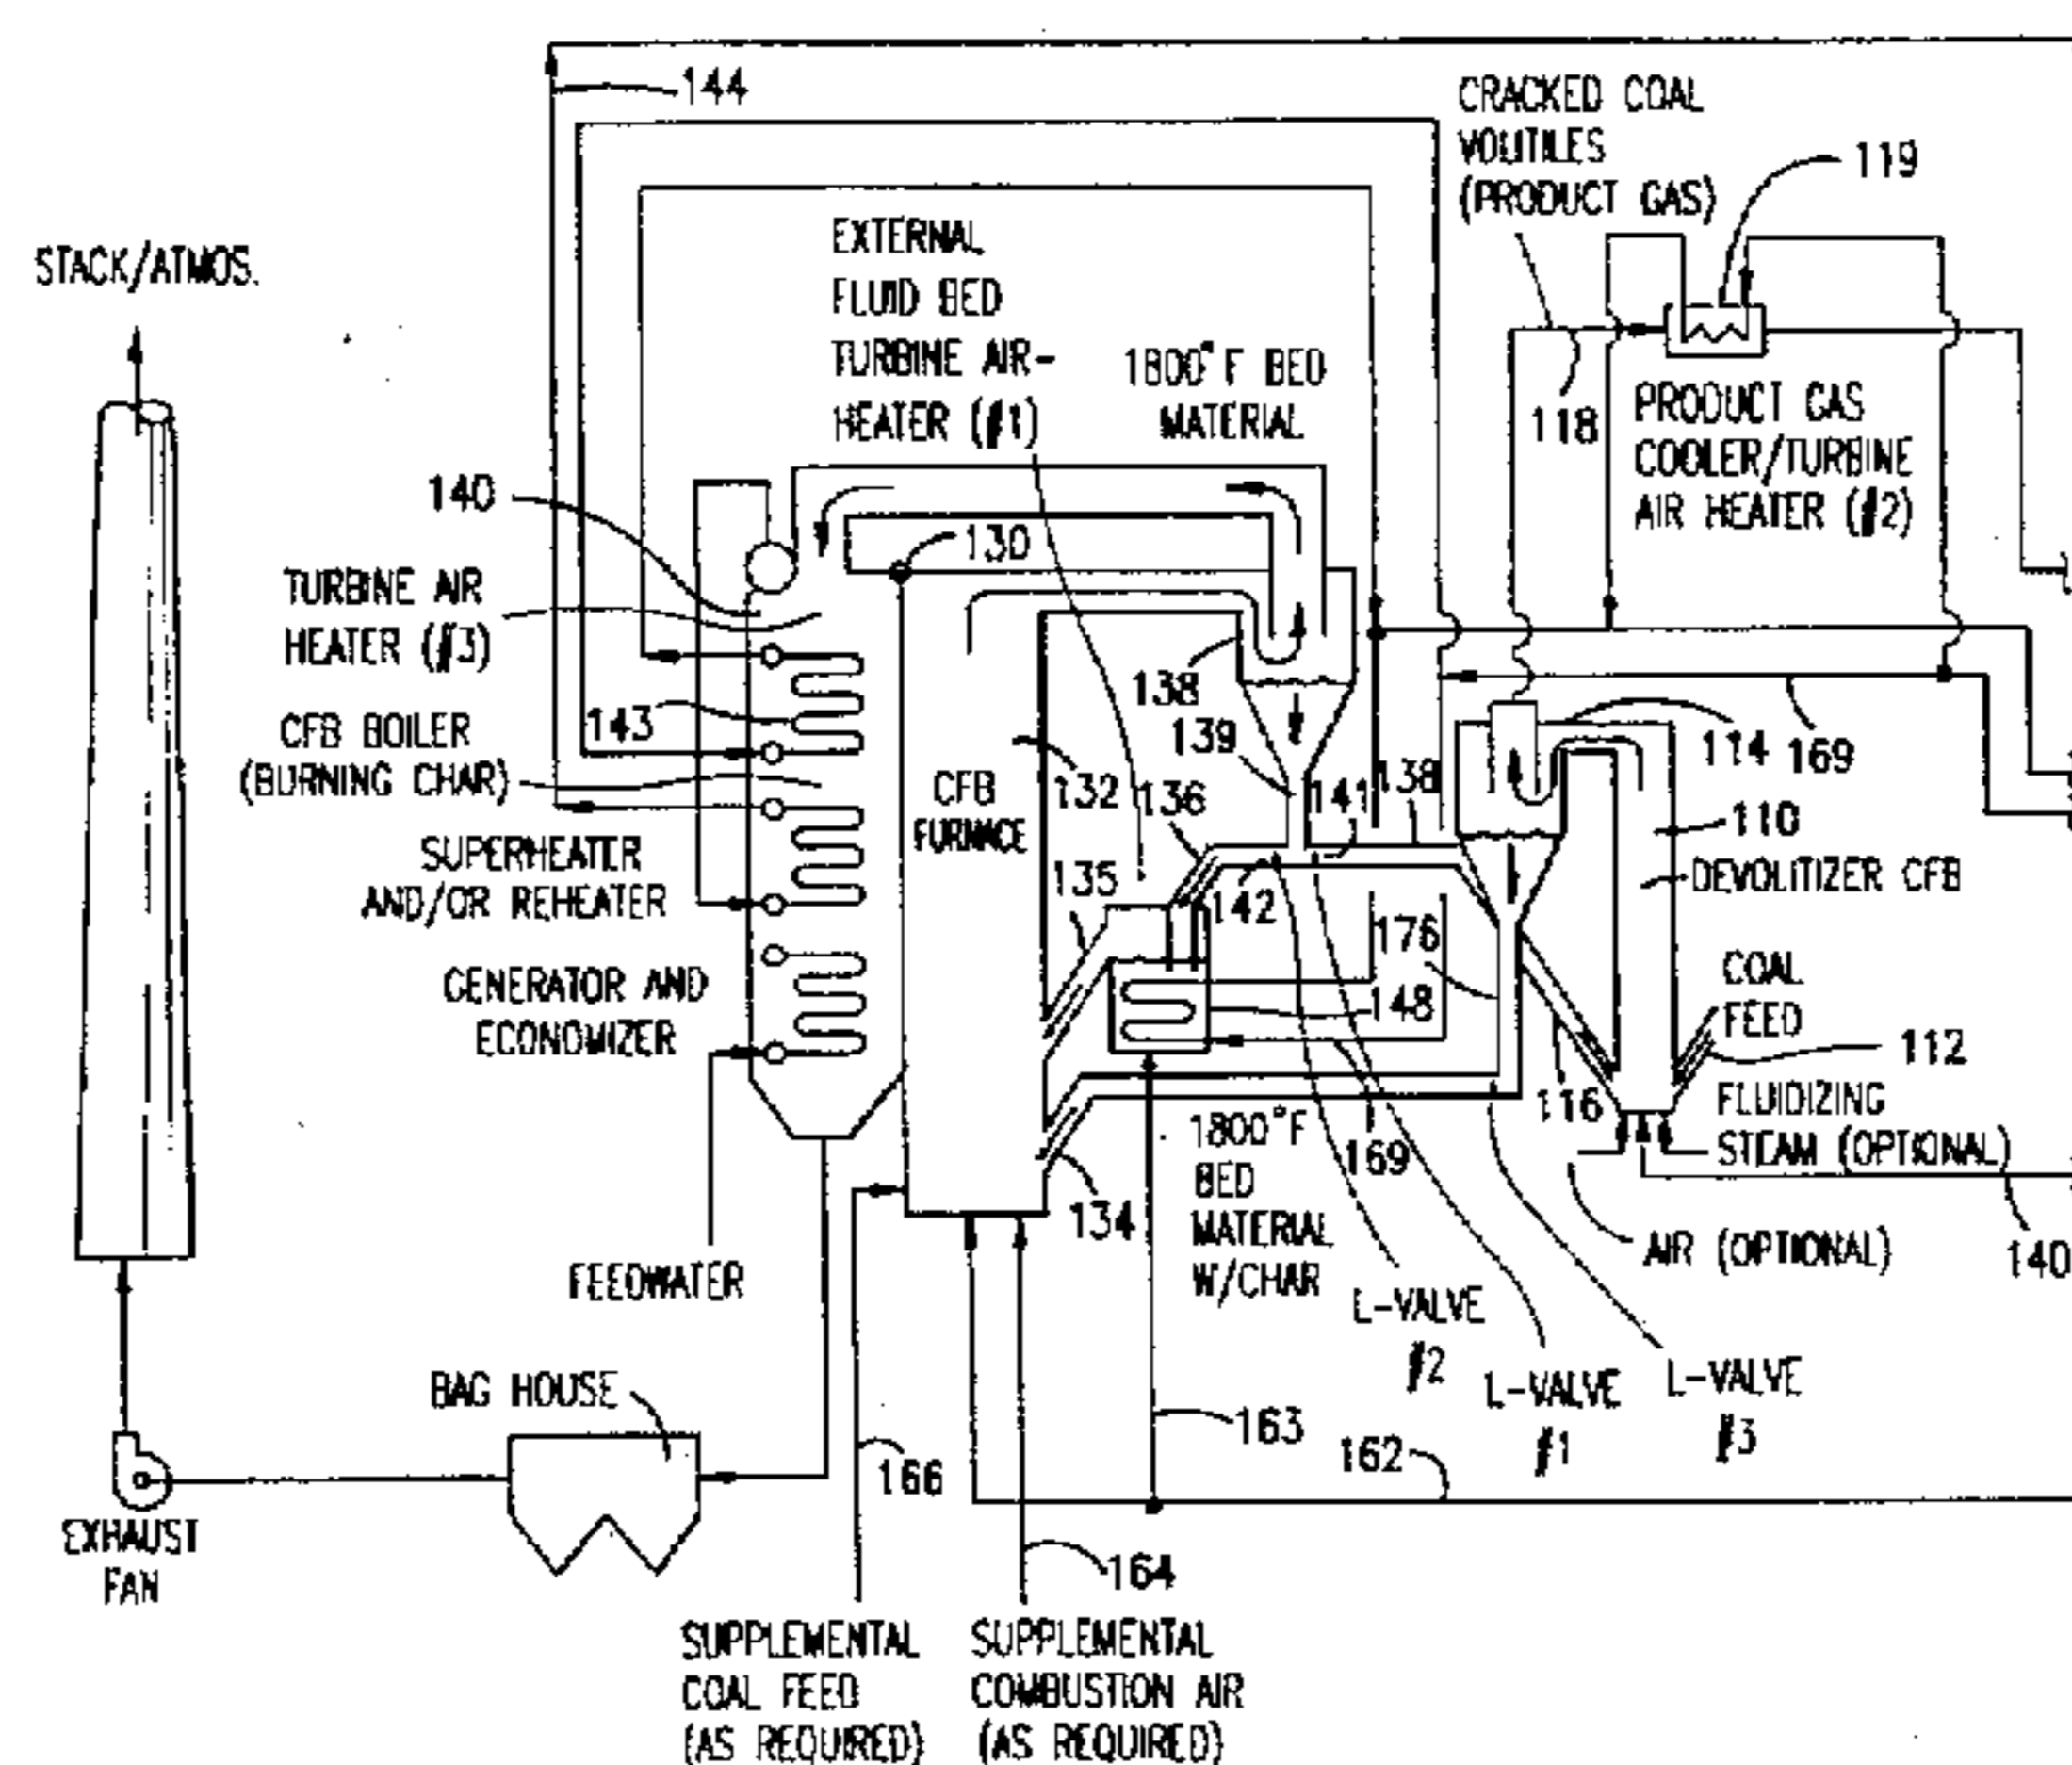 144
CRACKED COAL
VOLITILES
(PRODUCT GAS)
119
STACK/ATMOS.
EXTERNAL
FLUID BED
TURBINE AIR-
HEATER (#1)
1800°F BED
MATERIAL
118
PRODUCT GAS
COOLER/TURBINE
AIR HEATER (#2)
140
130
TURBINE AIR
HEATER (#3)
138
143
139
114
169
CFB BOILER
(BURNING CHAR)
CFB
FURNACE
132
136
141
138
110
SUPERHEATER
AND/OR REHEATER
135
142
DEVOLITIZER CFB
176
GENERATOR AND
ECONOMIZER
148
COAL
FEED
112
116
FLUIDIZING
STEAM (OPTIONAL)
1800°F
BED
MATERIAL
W/CHAR
169
134
AIR (OPTIONAL)
140
FEEDWATER
L-VALVE
#2
L-VALVE
#1
L-VALVE
#3
BAG HOUSE
166
163
162
EXHAUST
FAN
164
SUPPLEMENTAL
COAL FEED
(AS REQUIRED)
SUPPLEMENTAL
COMBUSTION AIR
(AS REQUIRED)